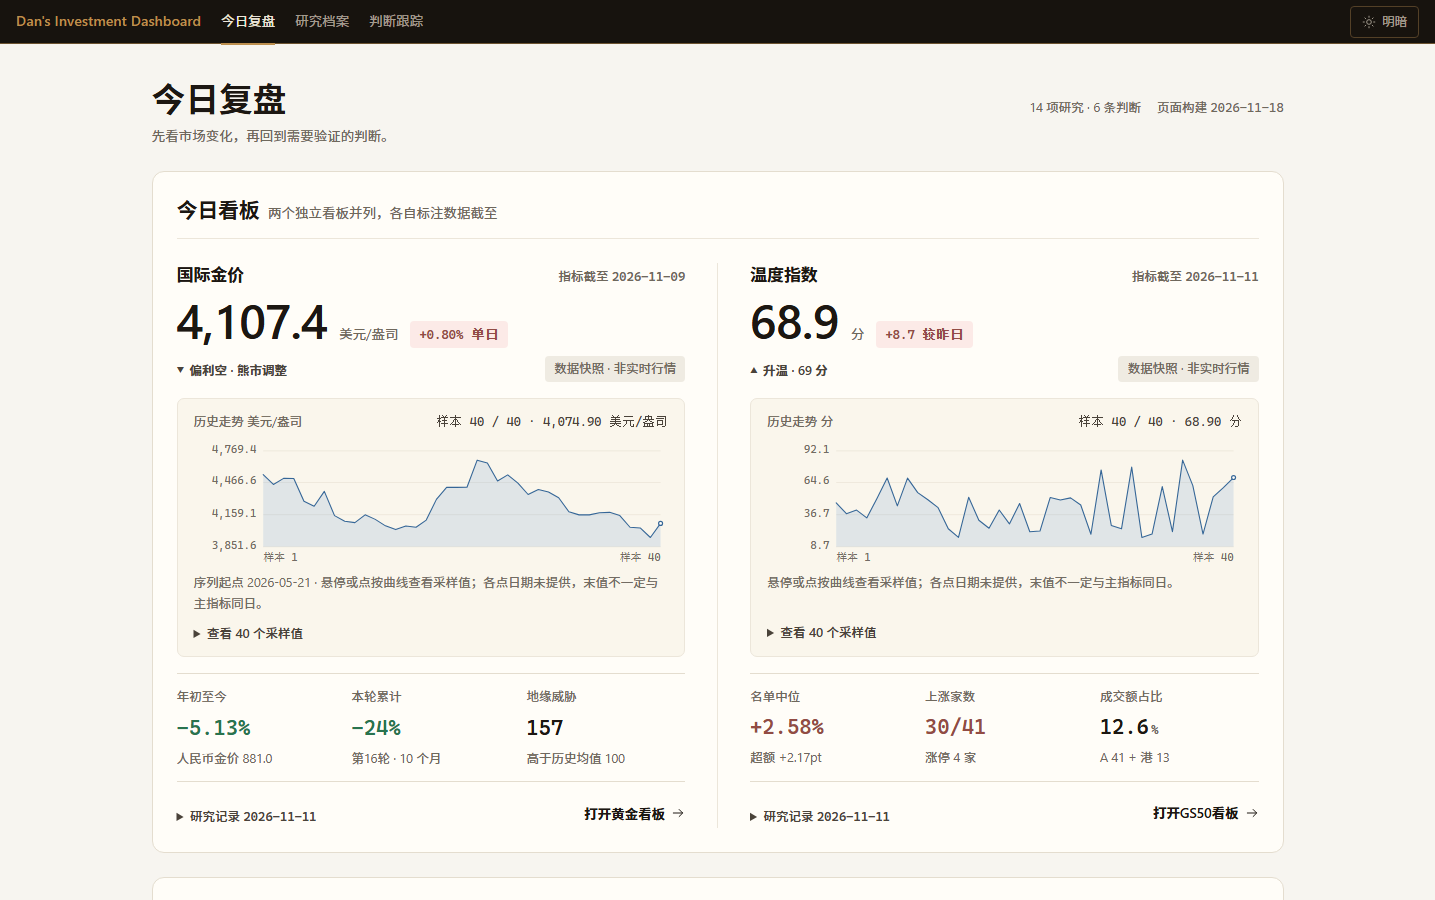 Dan's Investment Dashboard 今日复盘 研究档案 判断跟踪 明暗
今日复盘
14 项研究 · 6 条判断 页面构建 2026-11-18
先看市场变化，再回到需要验证的判断。
今日看板 两个独立看板并列，各自标注数据截至
国际金价 指标截至 2026-11-09
4,107.4 美元/盎司 +0.80% 单日
▼ 偏利空 · 熊市调整 数据快照 · 非实时行情
历史走势 美元/盎司 样本 40 / 40 · 4,074.90 美元/盎司
4,769.4
4,466.6
4,159.1
3,851.6
样本 1 样本 40
序列起点 2026-05-21 · 悬停或点按曲线查看采样值；各点日期未提供，末值不一定与
主指标同日。
▶ 查看 40 个采样值
年初至今 本轮累计 地缘威胁
-5.13% -24% 157
人民币金价 881.0 第16轮 · 10 个月 高于历史均值 100
▶ 研究记录 2026-11-11 打开黄金看板 →
温度指数 指标截至 2026-11-11
68.9 分 +8.7 较昨日
▲ 升温 · 69 分 数据快照 · 非实时行情
历史走势 分 样本 40 / 40 · 68.90 分
92.1
64.6
36.7
8.7
样本 1 样本 40
悬停或点按曲线查看采样值；各点日期未提供，末值不一定与主指标同日。
▶ 查看 40 个采样值
名单中位 上涨家数 成交额占比
+2.58% 30/41 12.6%
超额 +2.17pt 涨停 4 家 A 41 + 港 13
▶ 研究记录 2026-11-11 打开GS50看板 →